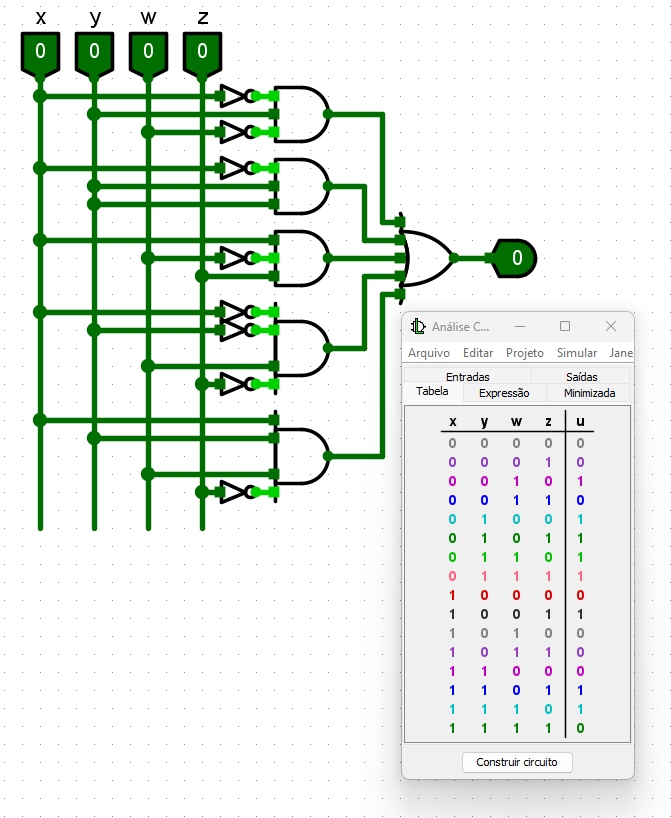 x y w z
0 0 0 0
0
Análise C...
Arquivo Editar Projeto Simular Jane
Entradas Saídas
Tabela Expressão Minimizada
x y w z u
0 0 0 0 0
0 0 0 1 0
0 0 1 0 1
0 0 1 1 0
0 1 0 0 1
0 1 0 1 1
0 1 1 0 1
0 1 1 1 1
1 0 0 0 0
1 0 0 1 1
1 0 1 0 0
1 0 1 1 0
1 1 0 0 0
1 1 0 1 1
1 1 1 0 1
1 1 1 1 0
Construir circuito